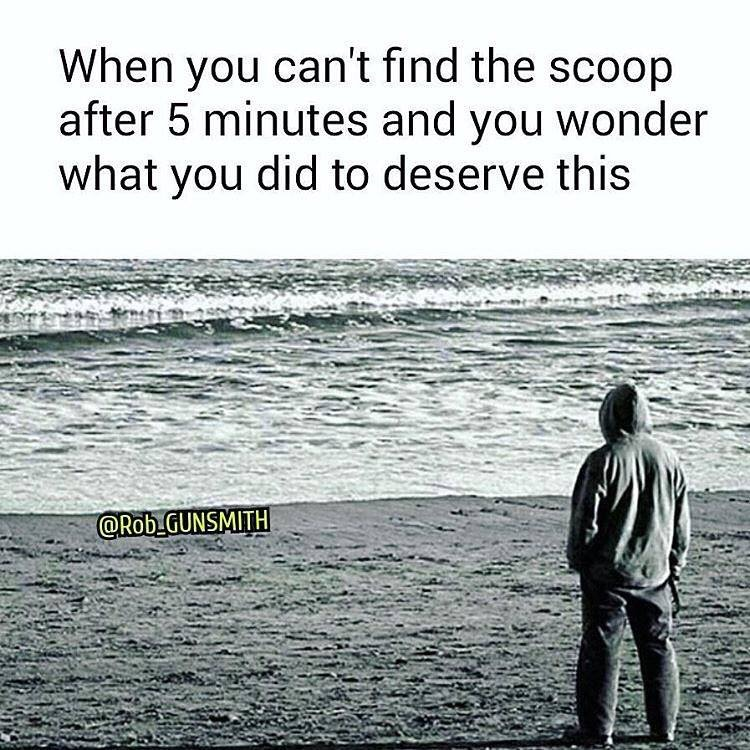 When you can't find the scoop
after 5 minutes and you wonder
what you did to deserve this
@Rob_GUNSMITH